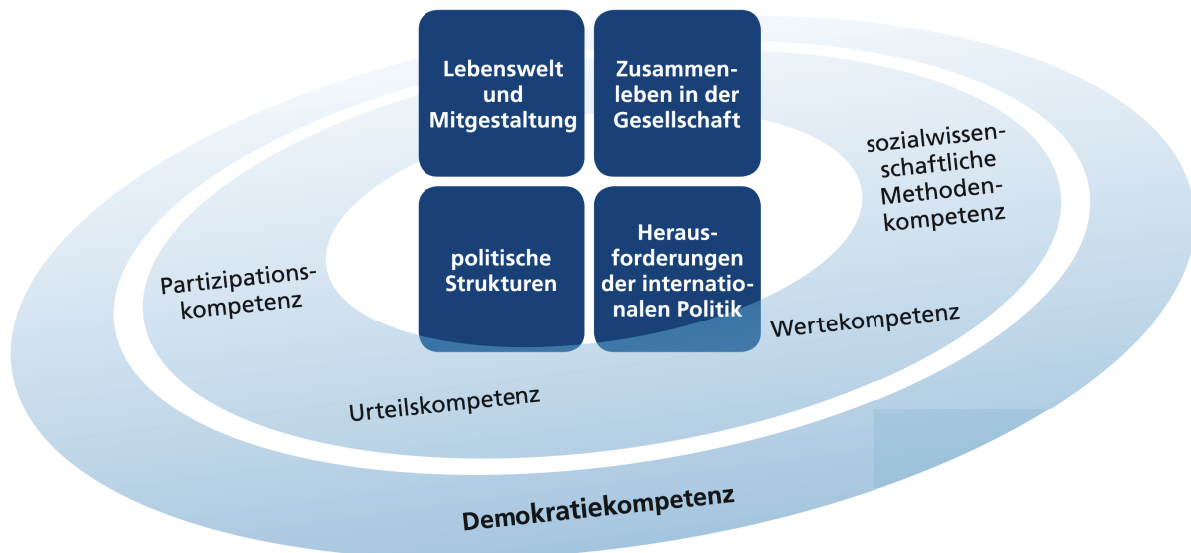 Lebenswelt
und
Mitgestaltung
Zusammen-
leben in der
Gesellschaft
politische
Strukturen
Heraus-
forderungen
der internatio-
nalen Politik
sozialwissen-
schaftliche
Methoden-
kompetenz
Partizipations-
kompetenz
Wertekompetenz
Urteilskompetenz
Demokratiekompetenz